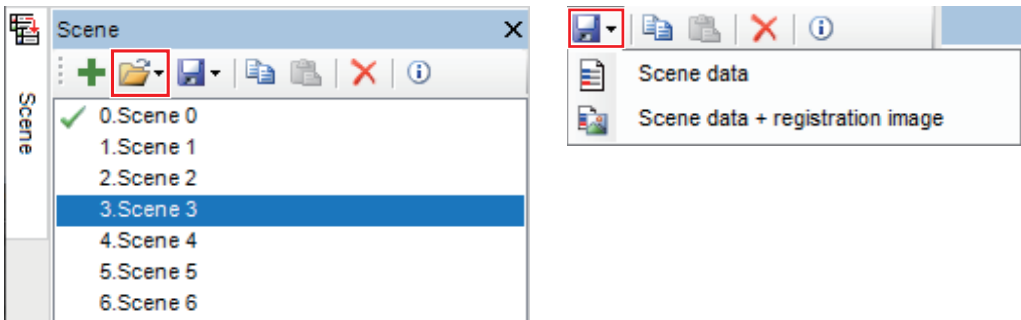 Scene
Scene
0.Scene 0
1.Scene 1
2.Scene 2
3.Scene 3
4.Scene 4
5.Scene 5
6.Scene 6
Scene data
Scene data + registration image